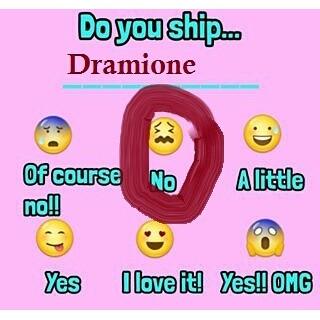 Do you ship...
Dramione
Of course No A little
no!!
Yes I love it! Yes!! OMG